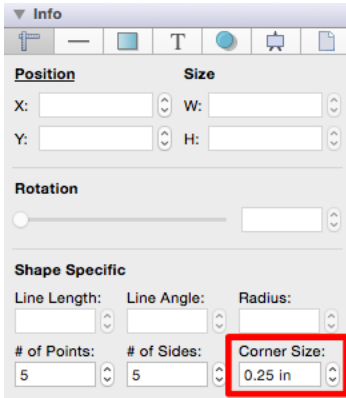 Info
T
Position Size
X: W:
Y: H:
Rotation
Shape Specific
Line Length: Line Angle: Radius:
# of Points: # of Sides: Corner Size:
5 5 0.25 in